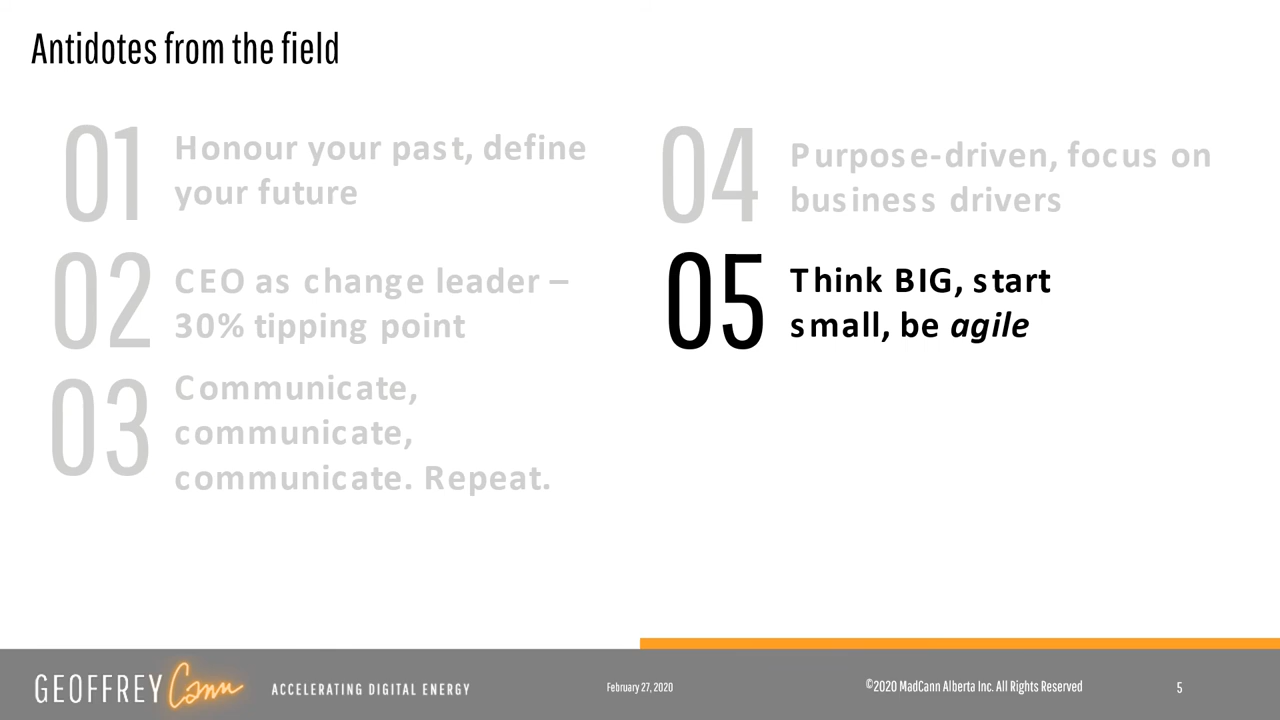 Antidotes from the field
01
Honour your past, define
your future
02
CEO as change leader –
30% tipping point
03
Communicate,
communicate,
communicate. Repeat.
04
Purpose-driven, focus on
business drivers
05
Think BIG, start
small, be agile
GEOFFREY Cann
ACCELERATING DIGITAL ENERGY
February 27, 2020
©2020 MadCann Alberta Inc. All Rights Reserved
5